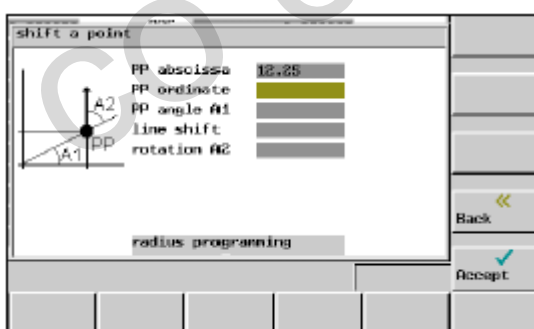 shift a point
PP abscissa 12.25
PP ordinate
PP angle A1
line shift
rotation A2
A2
PP
A1
radius programming
«
Back
Accept